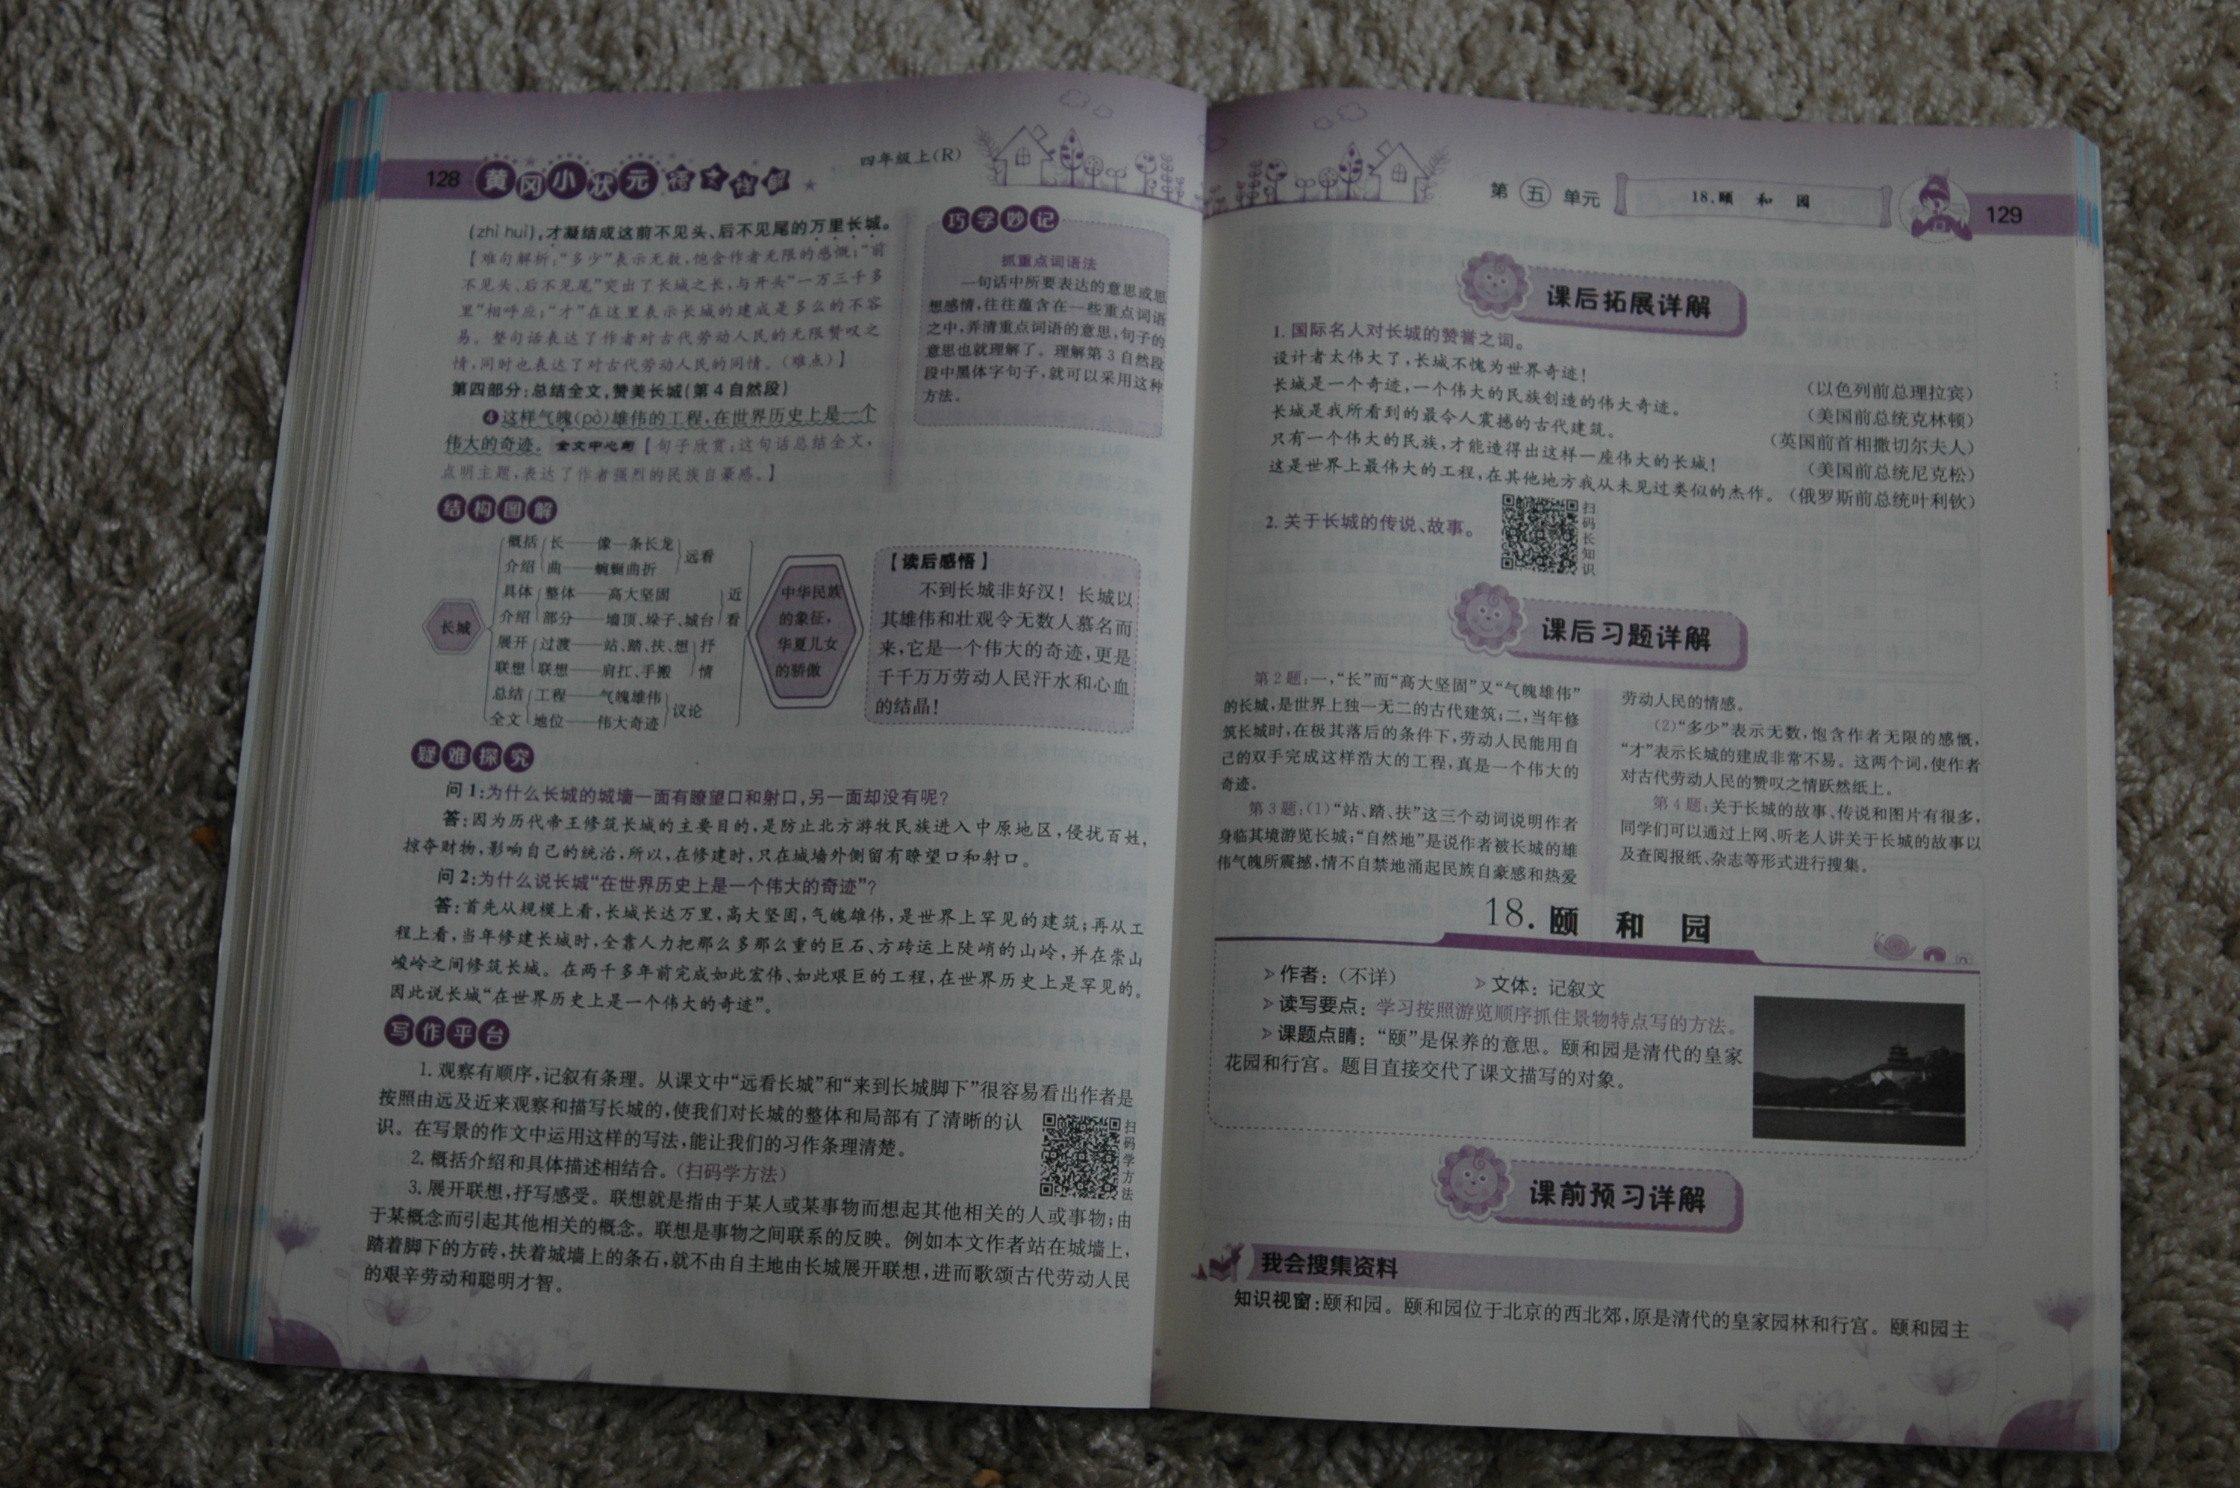 128 黄冈小状元 详解 四年级上(R)
(zhì huì),才凝结成这前不见头、后不见尾的万里长城。
【难句解析:“多少”表示无数,饱含作者无限的感慨;“前
不见头,后不见尾”突出了长城之长,与开头“一万三千多
里”相呼应;“才”在这里表示长城的建成是多么的不容
易。整句话表达了作者对古代劳动人民的无限赞叹之
情,同时也表达了对古代劳动人民的同情。(难点)】
第四部分:总结全文,赞美长城(第4自然段)
❹这样气魄(pò)雄伟的工程,在世界历史上是一个
伟大的奇迹。全文中心句【句子欣赏:这句话总结全文,
点明主题,表达了作者强烈的民族自豪感。】
巧学妙记
抓重点词语法
一句话中所要表达的意思或思
想感情,往往蕴含在一些重点词语
之中,弄清重点词语的意思,句子的
意思也就理解了。理解第3自然段
段中黑体字句子,就可以采用这种
方法。
结构图解
长城
概括 长——像一条长龙
介绍 曲——蜿蜒曲折
远看
具体 整体——高大坚固
介绍 部分——墙顶、垛子、城台
近看
展开 过渡——站、踏、扶、想
联想 联想——肩扛、手搬
抒情
总结 工程——气魄雄伟
全文 地位——伟大奇迹
议论
中华民族
的象征,
华夏儿女
的骄傲
【读后感悟】
不到长城非好汉!长城以
其雄伟和壮观令无数人慕名而
来,它是一个伟大的奇迹,更是
千千万万劳动人民汗水和心血
的结晶!
疑难探究
问1:为什么长城的城墙一面有瞭望口和射口,另一面却没有呢?
答:因为历代帝王修筑长城的主要目的,是防止北方游牧民族进入中原地区,侵扰百姓,
掠夺财物,影响自己的统治,所以,在修建时,只在城墙外侧留有瞭望口和射口。
问2:为什么说长城“在世界历史上是一个伟大的奇迹”?
答:首先从规模上看,长城长达万里,高大坚固,气魄雄伟,是世界上罕见的建筑;再从工
程上看,当年修建长城时,全靠人力把那么多那么重的巨石、方砖运上陡峭的山岭,并在崇山
峻岭之间修筑长城。在两千多年前完成如此宏伟、如此艰巨的工程,在世界历史上是罕见的。
因此说长城“在世界历史上是一个伟大的奇迹”。
写作平台
1.观察有顺序,记叙有条理。从课文中“远看长城”和“来到长城脚下”很容易看出作者是
按照由远及近来观察和描写长城的,使我们对长城的整体和局部有了清晰的认
识。在写景的作文中运用这样的写法,能让我们的习作条理清楚。
2.概括介绍和具体描述相结合。(扫码学方法)
扫码学方法
3.展开联想,抒写感受。联想就是指由于某人或某事物而想起其他相关的人或事物;由
于某概念而引起其他相关的概念。联想是事物之间联系的反映。例如本文作者站在城墙上,
踏着脚下的方砖,扶着城墙上的条石,就不由自主地由长城展开联想,进而歌颂古代劳动人民
的艰辛劳动和聪明才智。
第五单元 18.颐和园 129
课后拓展详解
1.国际名人对长城的赞誉之词。
设计者太伟大了,长城不愧为世界奇迹! (以色列前总理拉宾)
长城是一个奇迹,一个伟大的民族创造的伟大奇迹。 (美国前总统克林顿)
长城是我所看到的最令人震撼的古代建筑。 (英国前首相撒切尔夫人)
只有一个伟大的民族,才能造得出这样一座伟大的长城! (美国前总统尼克松)
这是世界上最伟大的工程,在其他地方我从未见过类似的杰作。(俄罗斯前总统叶利钦)
2.关于长城的传说、故事。
扫码长知识
课后习题详解
第2题:一,“长”而“高大坚固”又“气魄雄伟”
的长城,是世界上独一无二的古代建筑;二,当年修
筑长城时,在极其落后的条件下,劳动人民能用自
己的双手完成这样浩大的工程,真是一个伟大的
奇迹。
第3题:(1)“站、踏、扶”这三个动词说明作者
身临其境游览长城;“自然地”是说作者被长城的雄
伟气魄所震撼,情不自禁地涌起民族自豪感和热爱
劳动人民的情感。
(2)“多少”表示无数,饱含作者无限的感慨,
“才”表示长城的建成非常不易。这两个词,使作者
对古代劳动人民的赞叹之情跃然纸上。
第4题:关于长城的故事、传说和图片有很多,
同学们可以通过上网、听老人讲关于长城的故事以
及查阅报纸、杂志等形式进行搜集。
18.颐和园
作者:(不详) 文体:记叙文
读写要点:学习按照游览顺序抓住景物特点写的方法。
课题点睛:“颐”是保养的意思。颐和园是清代的皇家
花园和行宫。题目直接交代了课文描写的对象。
课前预习详解
我会搜集资料
知识视窗:颐和园。颐和园位于北京的西北郊,原是清代的皇家园林和行宫。颐和园主